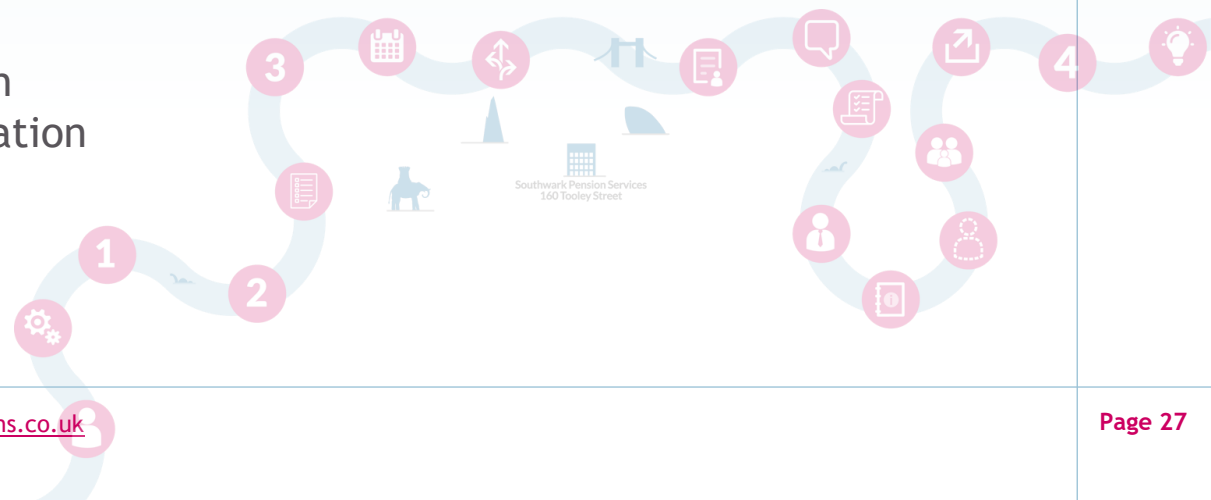 3
4
ation
Southwark Pension Services
160 Tooley Street
1
2
ns.co.uk
Page 27